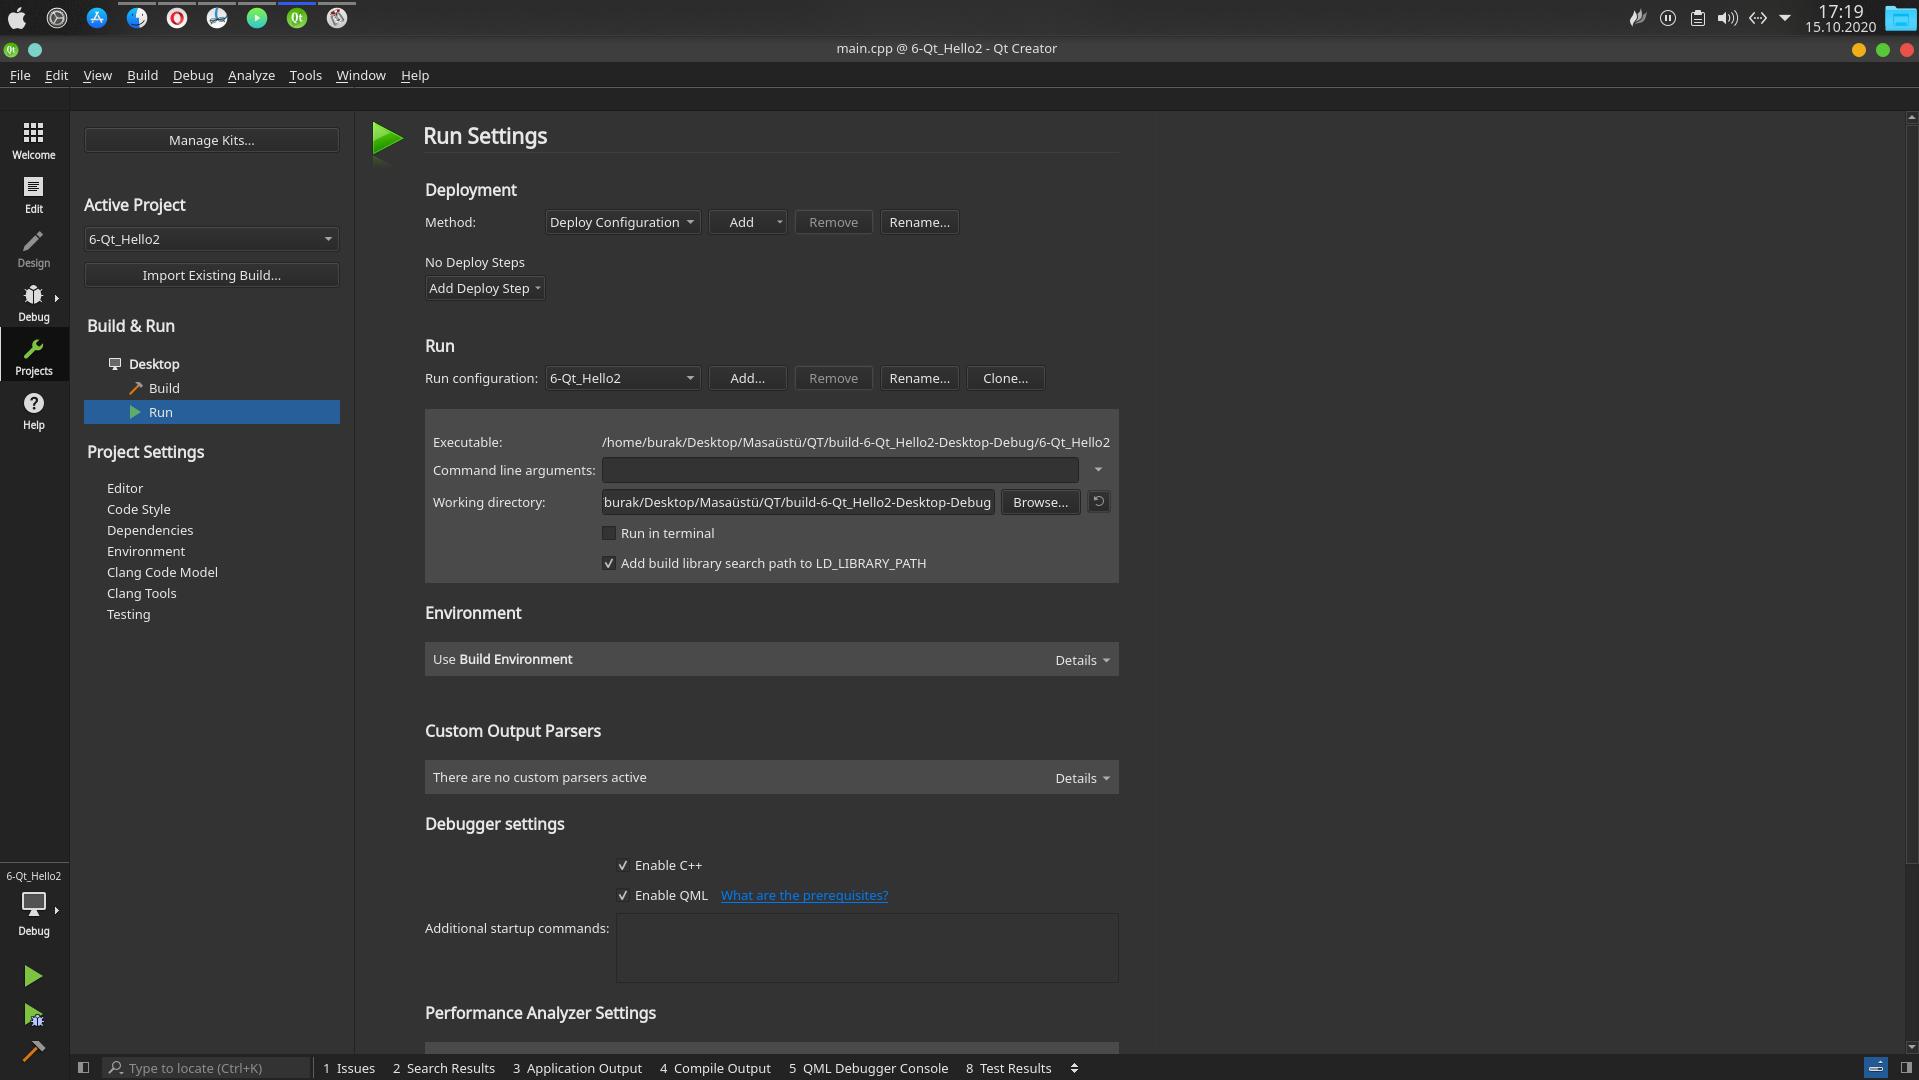 17:19
15.10.2020
main.cpp @ 6-Qt_Hello2 - Qt Creator
File Edit View Build Debug Analyze Tools Window Help
Welcome
Edit
Design
Debug
Projects
Help
Manage Kits...
Active Project
6-Qt_Hello2
Import Existing Build...
Build & Run
Desktop
Build
Run
Project Settings
Editor
Code Style
Dependencies
Environment
Clang Code Model
Clang Tools
Testing
Run Settings
Deployment
Method: Deploy Configuration Add Remove Rename...
No Deploy Steps
Add Deploy Step
Run
Run configuration: 6-Qt_Hello2 Add... Remove Rename... Clone...
Executable: /home/burak/Desktop/Masaüstü/QT/build-6-Qt_Hello2-Desktop-Debug/6-Qt_Hello2
Command line arguments:
Working directory: burak/Desktop/Masaüstü/QT/build-6-Qt_Hello2-Desktop-Debug Browse...
Run in terminal
Add build library search path to LD_LIBRARY_PATH
Environment
Use Build Environment Details
Custom Output Parsers
There are no custom parsers active Details
Debugger settings
Enable C++
Enable QML What are the prerequisites?
Additional startup commands:
Performance Analyzer Settings
6-Qt_Hello2
Debug
Type to locate (Ctrl+K) 1 Issues 2 Search Results 3 Application Output 4 Compile Output 5 QML Debugger Console 8 Test Results